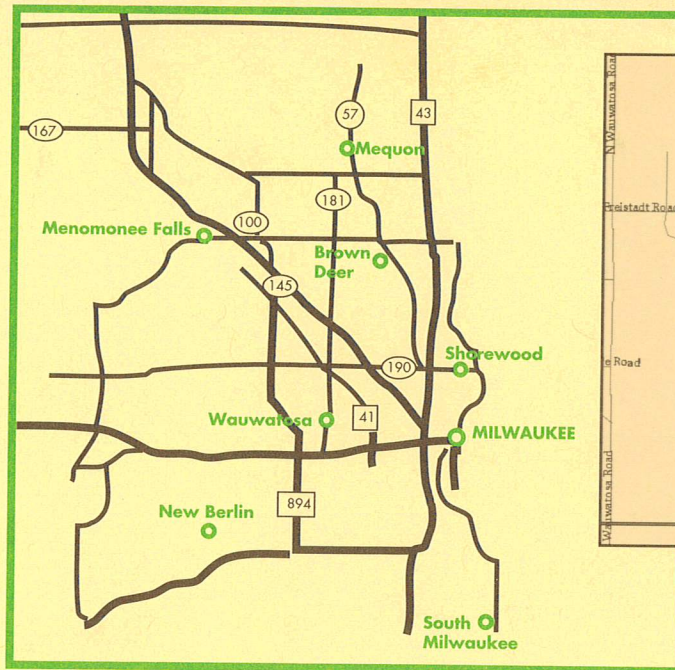 57
43
167
Mequon
181
100
Menomonee Falls
Brown
Deer
145
Shorewood
190
Wauwatosa
41
MILWAUKEE
894
New Berlin
South
Milwaukee
N Wauwatosa Road
Freistadt Road
e Road
Wauwatosa Road